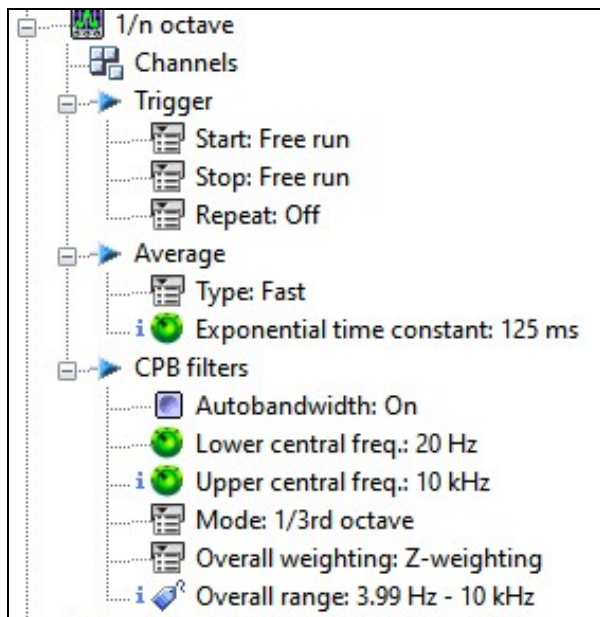 1/n octave
Channels
Trigger
Start: Free run
Stop: Free run
Repeat: Off
Average
Type: Fast
i Exponential time constant: 125 ms
CPB filters
Autobandwidth: On
Lower central freq.: 20 Hz
i Upper central freq.: 10 kHz
Mode: 1/3rd octave
Overall weighting: Z-weighting
i Overall range: 3.99 Hz - 10 kHz